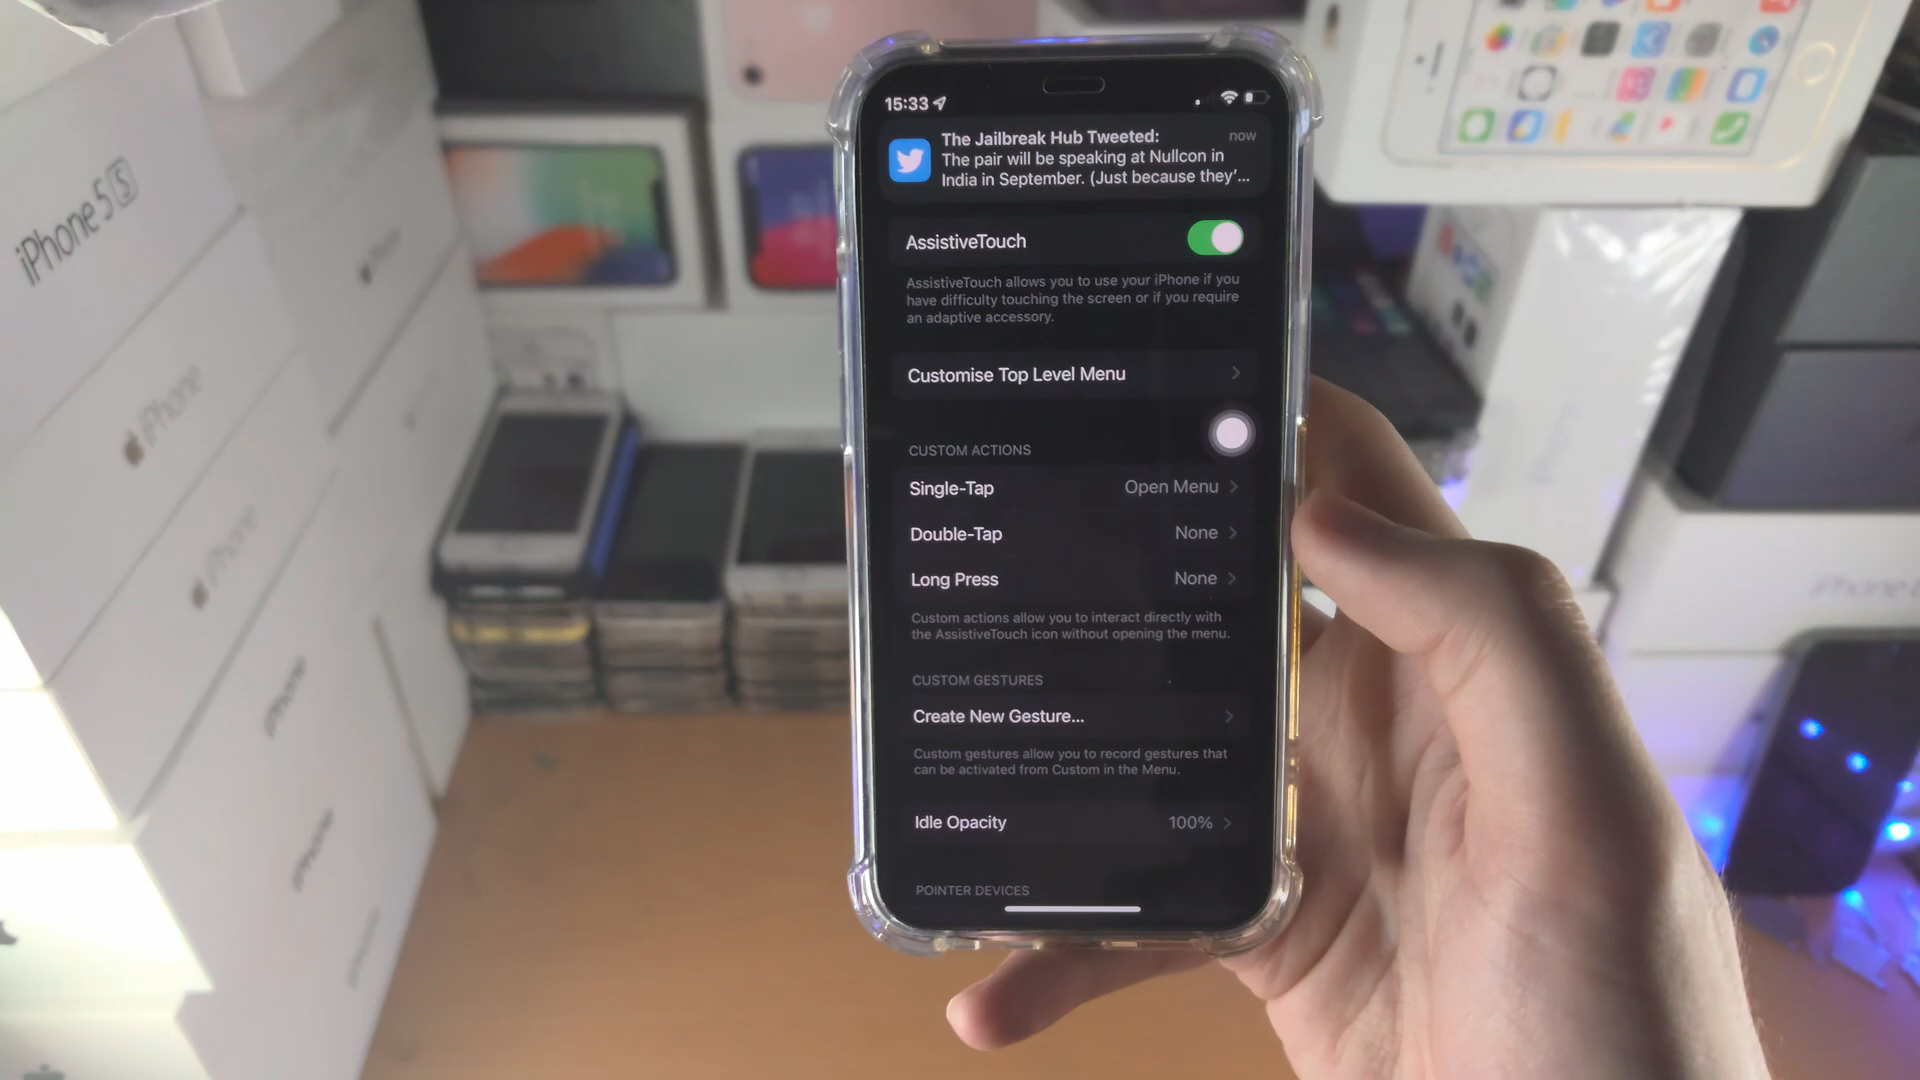 15:33
The Jailbreak Hub Tweeted:
now
The pair will be speaking at Nullcon in
India in September. (Just because they'...
AssistiveTouch
AssistiveTouch allows you to use your iPhone if you
have difficulty touching the screen or if you require
an adaptive accessory.
Customise Top Level Menu
CUSTOM ACTIONS
Single-Tap Open Menu
Double-Tap None
Long Press None
Custom actions allow you to interact directly with
the AssistiveTouch icon without opening the menu.
CUSTOM GESTURES
Create New Gesture...
Custom gestures allow you to record gestures that
can be activated from Custom in the Menu.
Idle Opacity 100%
POINTER DEVICES
iPhone 5S
iPhone
iPhone
iPhone
iPhone
iPhone